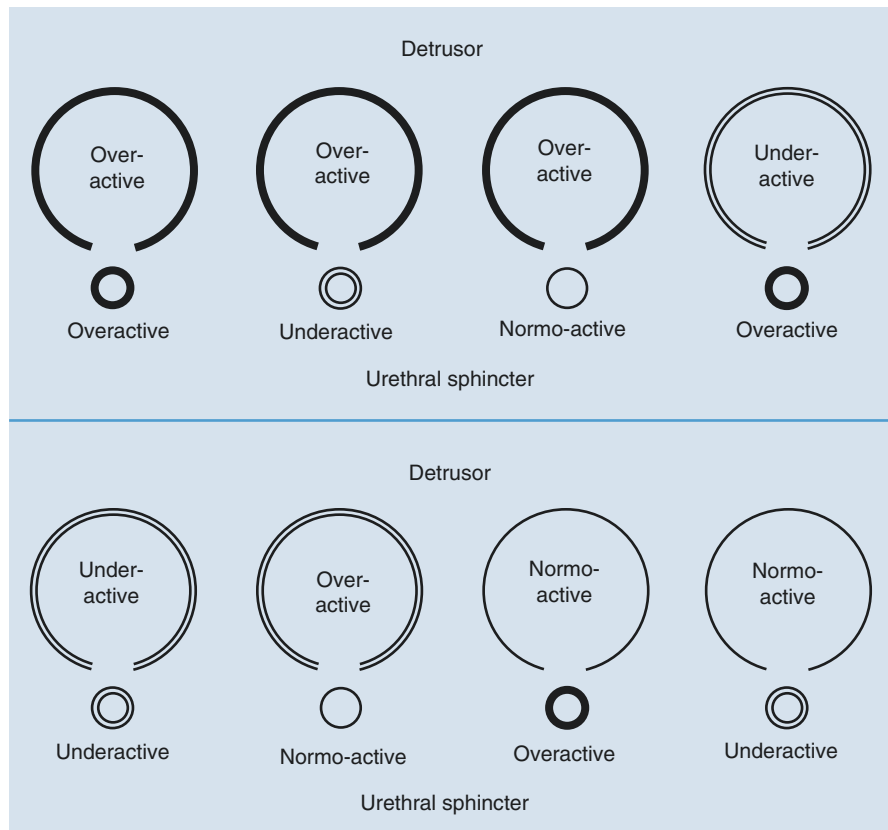 Detrusor
Over-
active
Over-
active
Over-
active
Under-
active
Overactive
Underactive
Normo-active
Overactive
Urethral sphincter
Detrusor
Under-
active
Over-
active
Normo-
active
Normo-
active
Underactive
Normo-active
Overactive
Underactive
Urethral sphincter